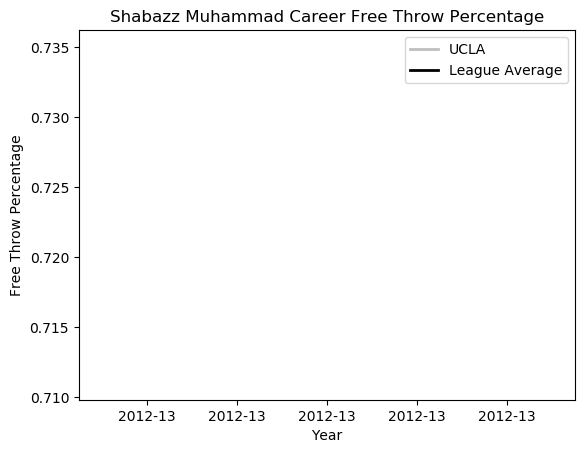 Shabazz Muhammad Career Free Throw Percentage
UCLA
League Average
Free Throw Percentage
0.735
0.730
0.725
0.720
0.715
0.710
2012-13 2012-13 2012-13 2012-13 2012-13
Year